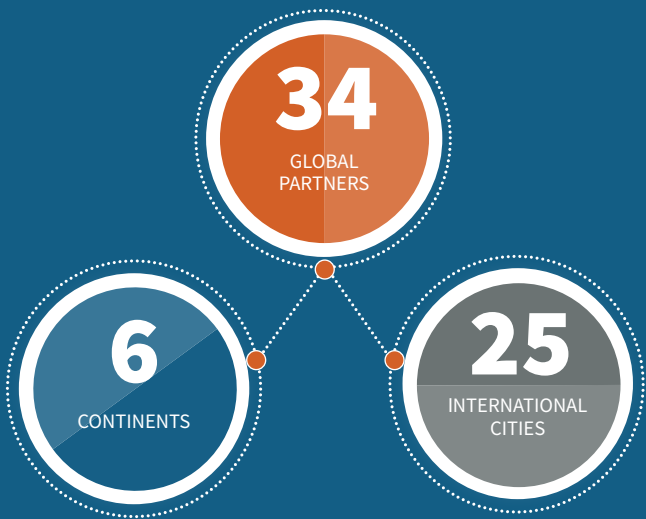 34
GLOBAL
PARTNERS
6
CONTINENTS
25
INTERNATIONAL
CITIES